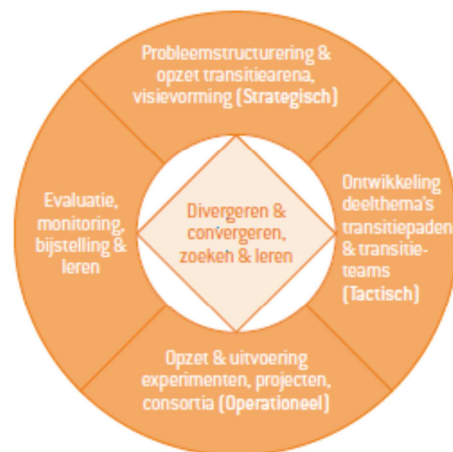 Probleemstructurering &
opzet transitiearena,
visievorming (Strategisch)
Evaluatie,
monitoring,
bijstelling &
leren
Divergeren &
convergeren,
zoeken & leren
Ontwikkeling
deelthema's
transitiepaden
& transitie-
teams
(Tactisch)
Opzet & uitvoering
experimenten, projecten,
consortia (Operationeel)